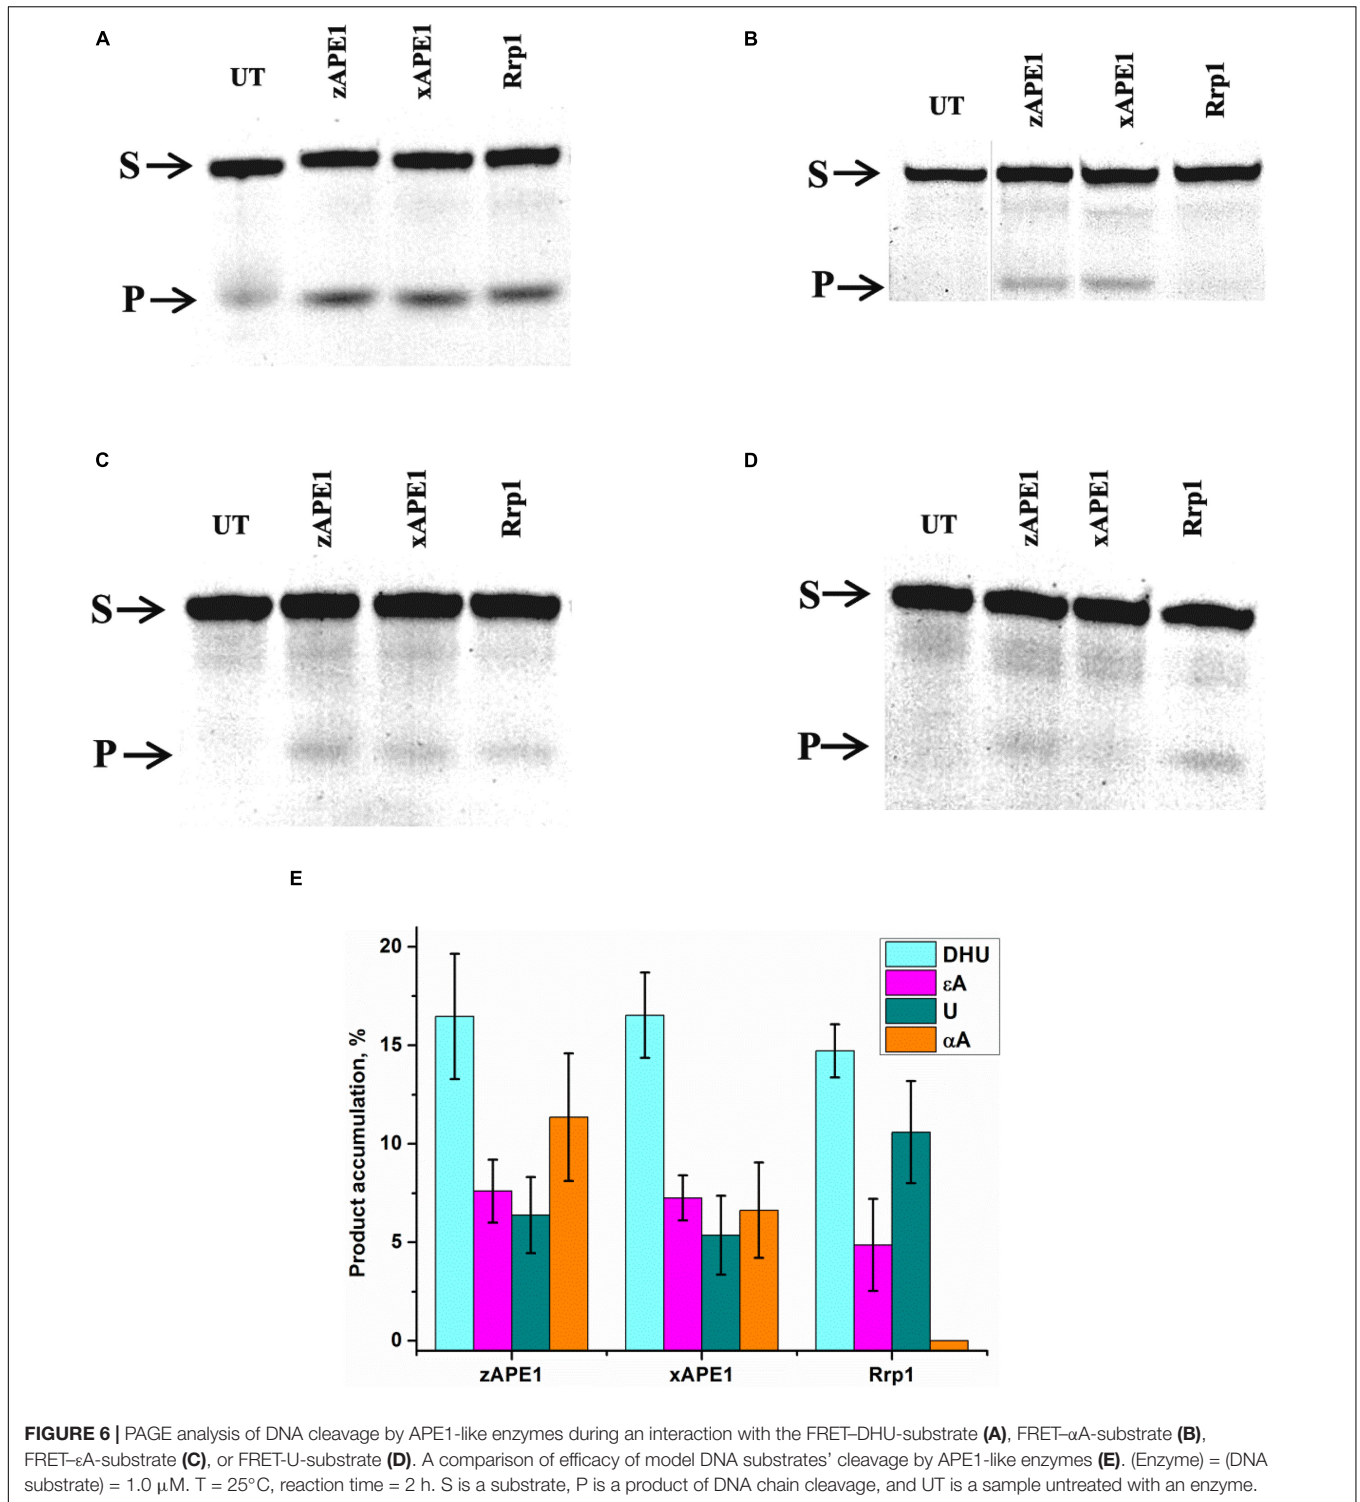 A
UT
zAPE1
xAPE1
Rrp1
S
P
B
UT
zAPE1
xAPE1
Rrp1
S
P
C
UT
zAPE1
xAPE1
Rrp1
S
P
D
UT
zAPE1
xAPE1
Rrp1
S
P
E
Product accumulation, %
20
15
10
5
0
DHU
εA
U
αA
zAPE1
xAPE1
Rrp1
FIGURE 6 | PAGE analysis of DNA cleavage by APE1-like enzymes during an interaction with the FRET–DHU-substrate (A), FRET–αA-substrate (B),
FRET–εA-substrate (C), or FRET-U-substrate (D). A comparison of efficacy of model DNA substrates' cleavage by APE1-like enzymes (E). (Enzyme) = (DNA
substrate) = 1.0 μM. T = 25°C, reaction time = 2 h. S is a substrate, P is a product of DNA chain cleavage, and UT is a sample untreated with an enzyme.